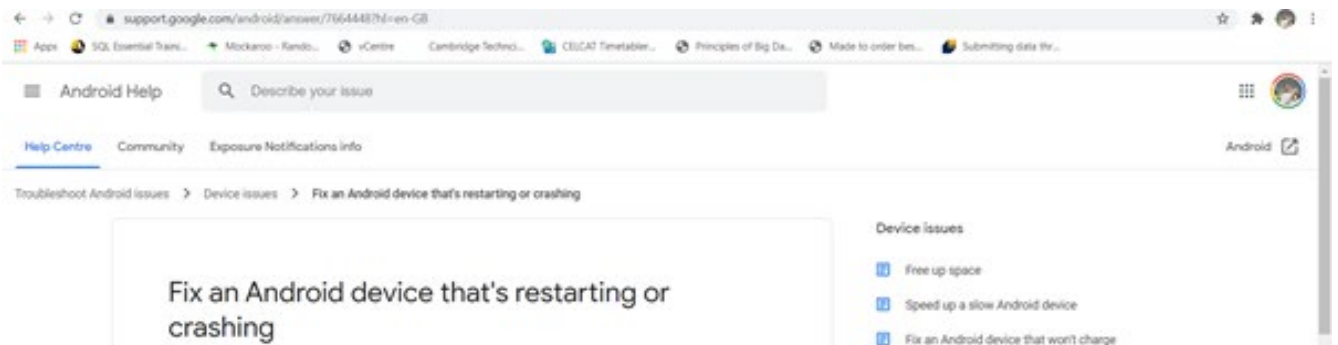 support.google.com/android/answer/7664448?hl=en-GB
Apps SQL Essential Traini... Mockaroo - Rando... vCentre Cambridge Technci... CELCAT Timetabler... Principles of Big Da... Made to order bes... Submitting data thr...
Android Help Describe your issue
Help Centre Community Exposure Notifications info Android
Troubleshoot Android issues > Device issues > Fix an Android device that's restarting or crashing
Device issues
Fix an Android device that's restarting or
crashing
Free up space
Speed up a slow Android device
Fix an Android device that won't charge